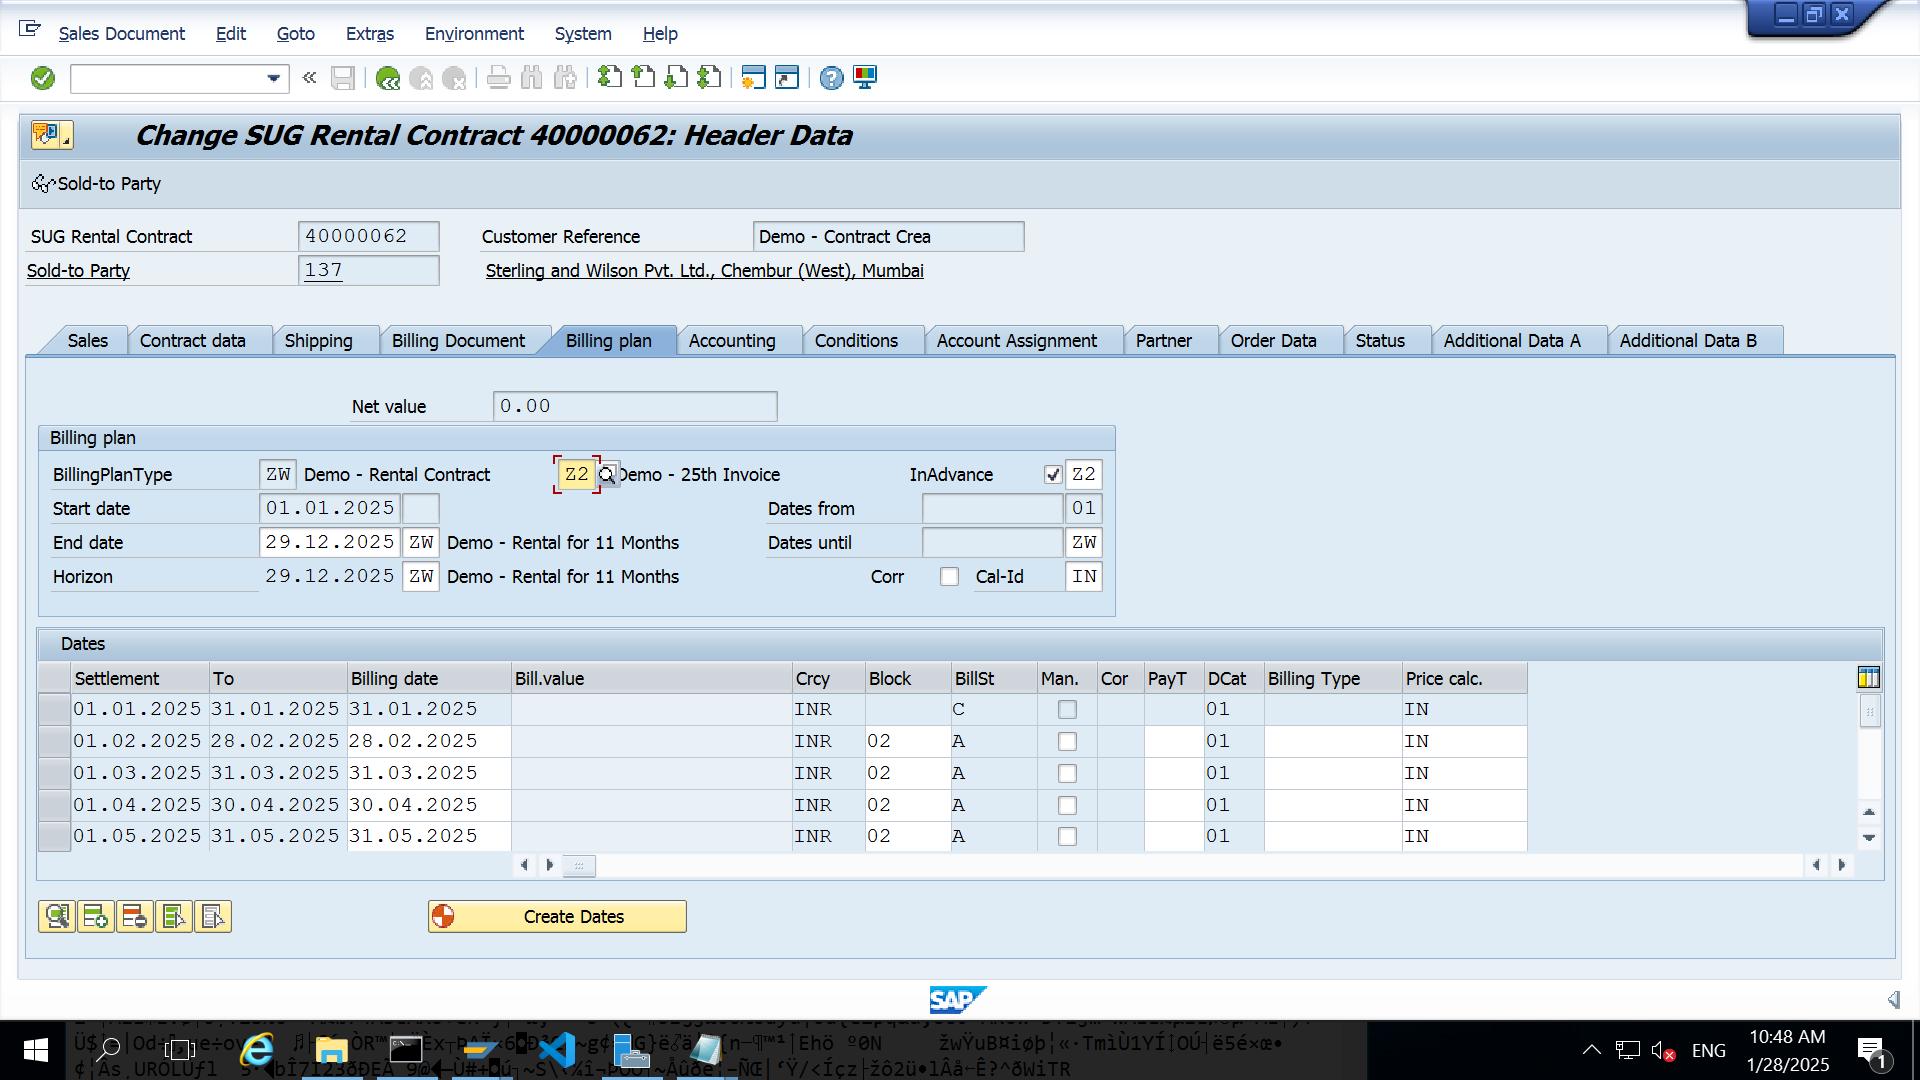 Sales Document Edit Goto Extras Environment System Help
Change SUG Rental Contract 40000062: Header Data
Sold-to Party
SUG Rental Contract 40000062 Customer Reference Demo - Contract Crea
Sold-to Party 137 Sterling and Wilson Pvt. Ltd., Chembur (West), Mumbai
Sales Contract data Shipping Billing Document Billing plan Accounting Conditions Account Assignment Partner Order Data Status Additional Data A Additional Data B
Net value 0.00
Billing plan
BillingPlanType ZW Demo - Rental Contract Z2 Demo - 25th Invoice InAdvance Z2
Start date 01.01.2025 Dates from 01
End date 29.12.2025 ZW Demo - Rental for 11 Months Dates until ZW
Horizon 29.12.2025 ZW Demo - Rental for 11 Months Corr Cal-Id IN
Dates
Settlement To Billing date Bill.value Crcy Block BillSt Man. Cor PayT DCat Billing Type Price calc.
01.01.2025 31.01.2025 31.01.2025 INR C 01 IN
01.02.2025 28.02.2025 28.02.2025 INR 02 A 01 IN
01.03.2025 31.03.2025 31.03.2025 INR 02 A 01 IN
01.04.2025 30.04.2025 30.04.2025 INR 02 A 01 IN
01.05.2025 31.05.2025 31.05.2025 INR 02 A 01 IN
Create Dates
SAP
ENG
10:48 AM
1/28/2025
1